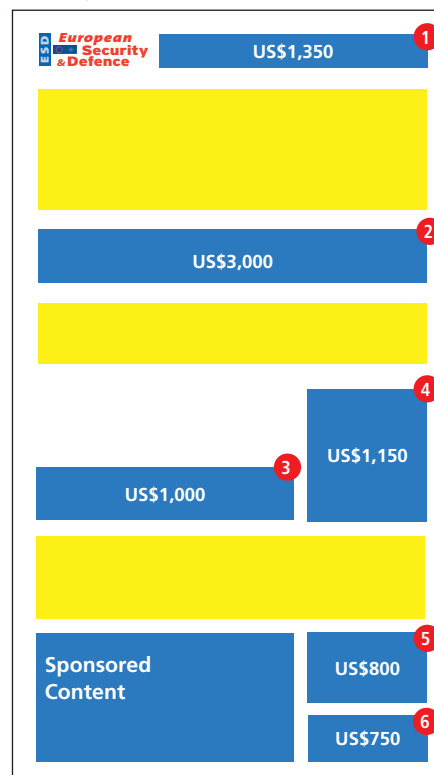 ESD
European
Security
&Defence
US$1,350
1
US$3,000
2
US$1,150
4
US$1,000
3
Sponsored
Content
US$800
5
US$750
6